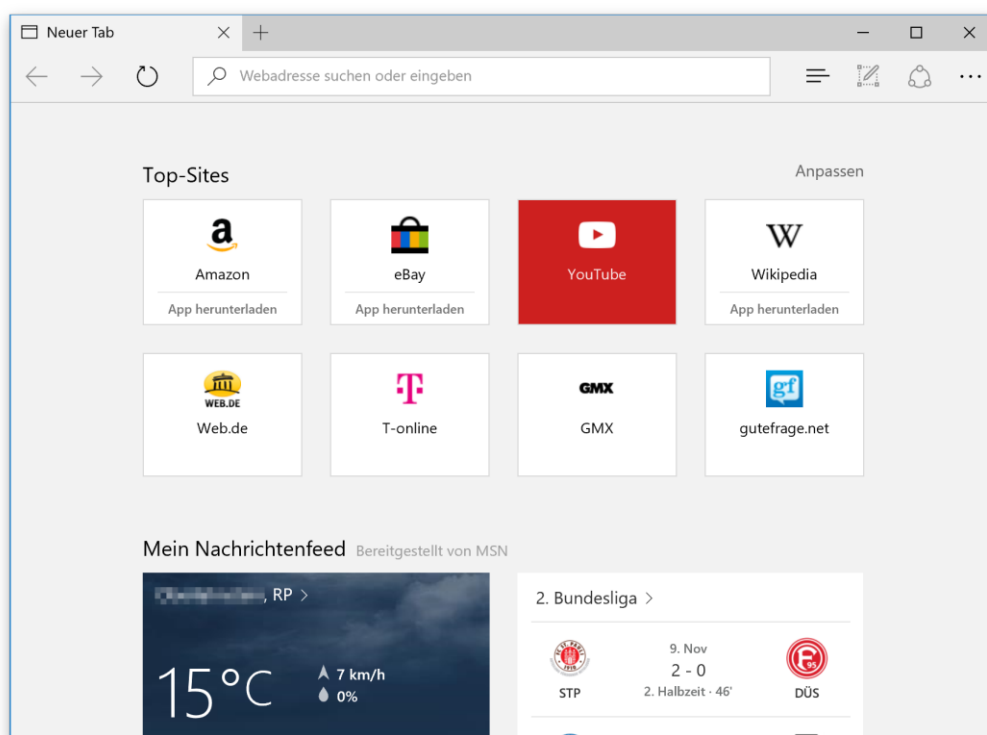 Neuer Tab
Webadresse suchen oder eingeben
Top-Sites
Anpassen
a
Amazon
App herunterladen
eBay
App herunterladen
YouTube
W
Wikipedia
App herunterladen
WEB.DE
Web.de
T
T-online
GMX
GMX
gf
gutefrage.net
Mein Nachrichtenfeed Bereitgestellt von MSN
, RP >
15°C
7 km/h
0%
2. Bundesliga >
STP
9. Nov
2 - 0
2. Halbzeit · 46'
F95
DÜS